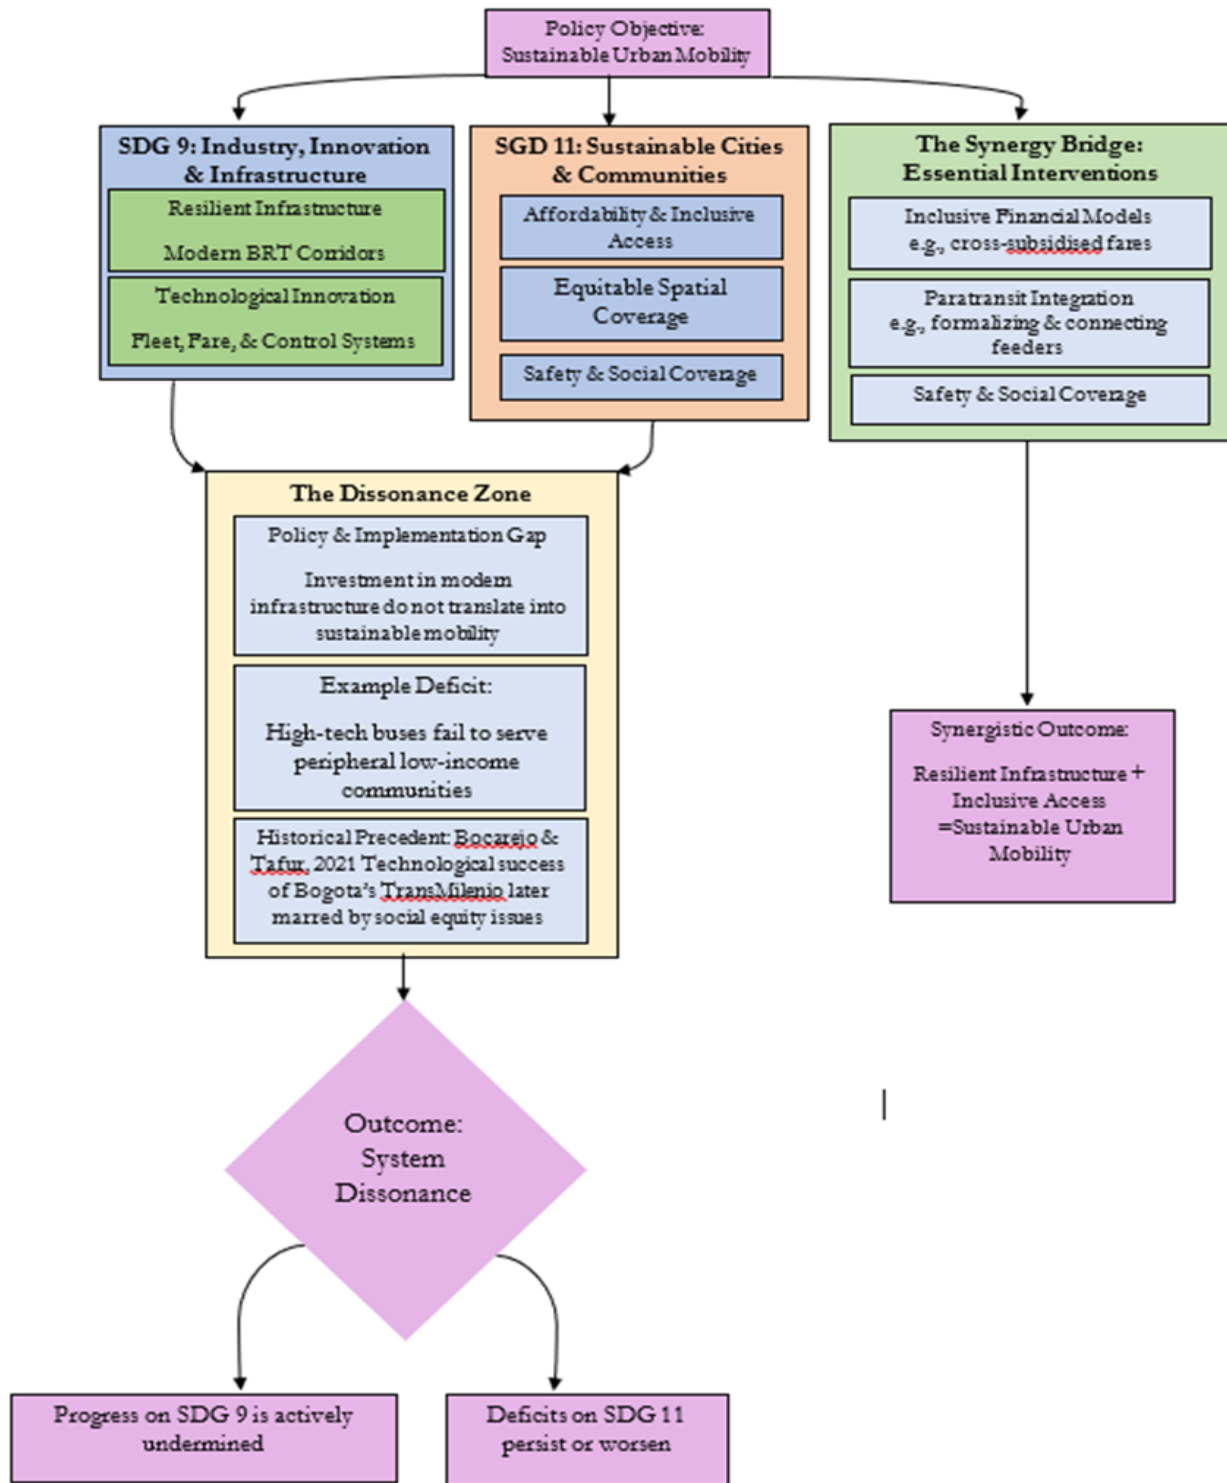 Policy Objective:
Sustainable Urban Mobility
SDG 9: Industry, Innovation
& Infrastructure
Resilient Infrastructure
Modern BRT Corridors
Technological Innovation
Fleet, Fare, & Control Systems
SGD 11: Sustainable Cities
& Communities
Affordability & Inclusive
Access
Equitable Spatial
Coverage
Safety & Social Coverage
The Synergy Bridge:
Essential Interventions
Inclusive Financial Models
e.g., cross-subsidised fares
Paratransit Integration
e.g., formalizing & connecting
feeders
Safety & Social Coverage
The Dissonance Zone
Policy & Implementation Gap
Investment in modern
infrastructure do not translate into
sustainable mobility
Example Deficit:
High-tech buses fail to serve
peripheral low-income
communities
Historical Precedent: Bocarejo &
Tafur, 2021 Technological success
of Bogota's TransMilenio later
marred by social equity issues
Synergistic Outcome:
Resilient Infrastructure +
Inclusive Access
=Sustainable Urban
Mobility
Outcome:
System
Dissonance
Progress on SDG 9 is actively
undermined
Deficits on SDG 11
persist or worsen